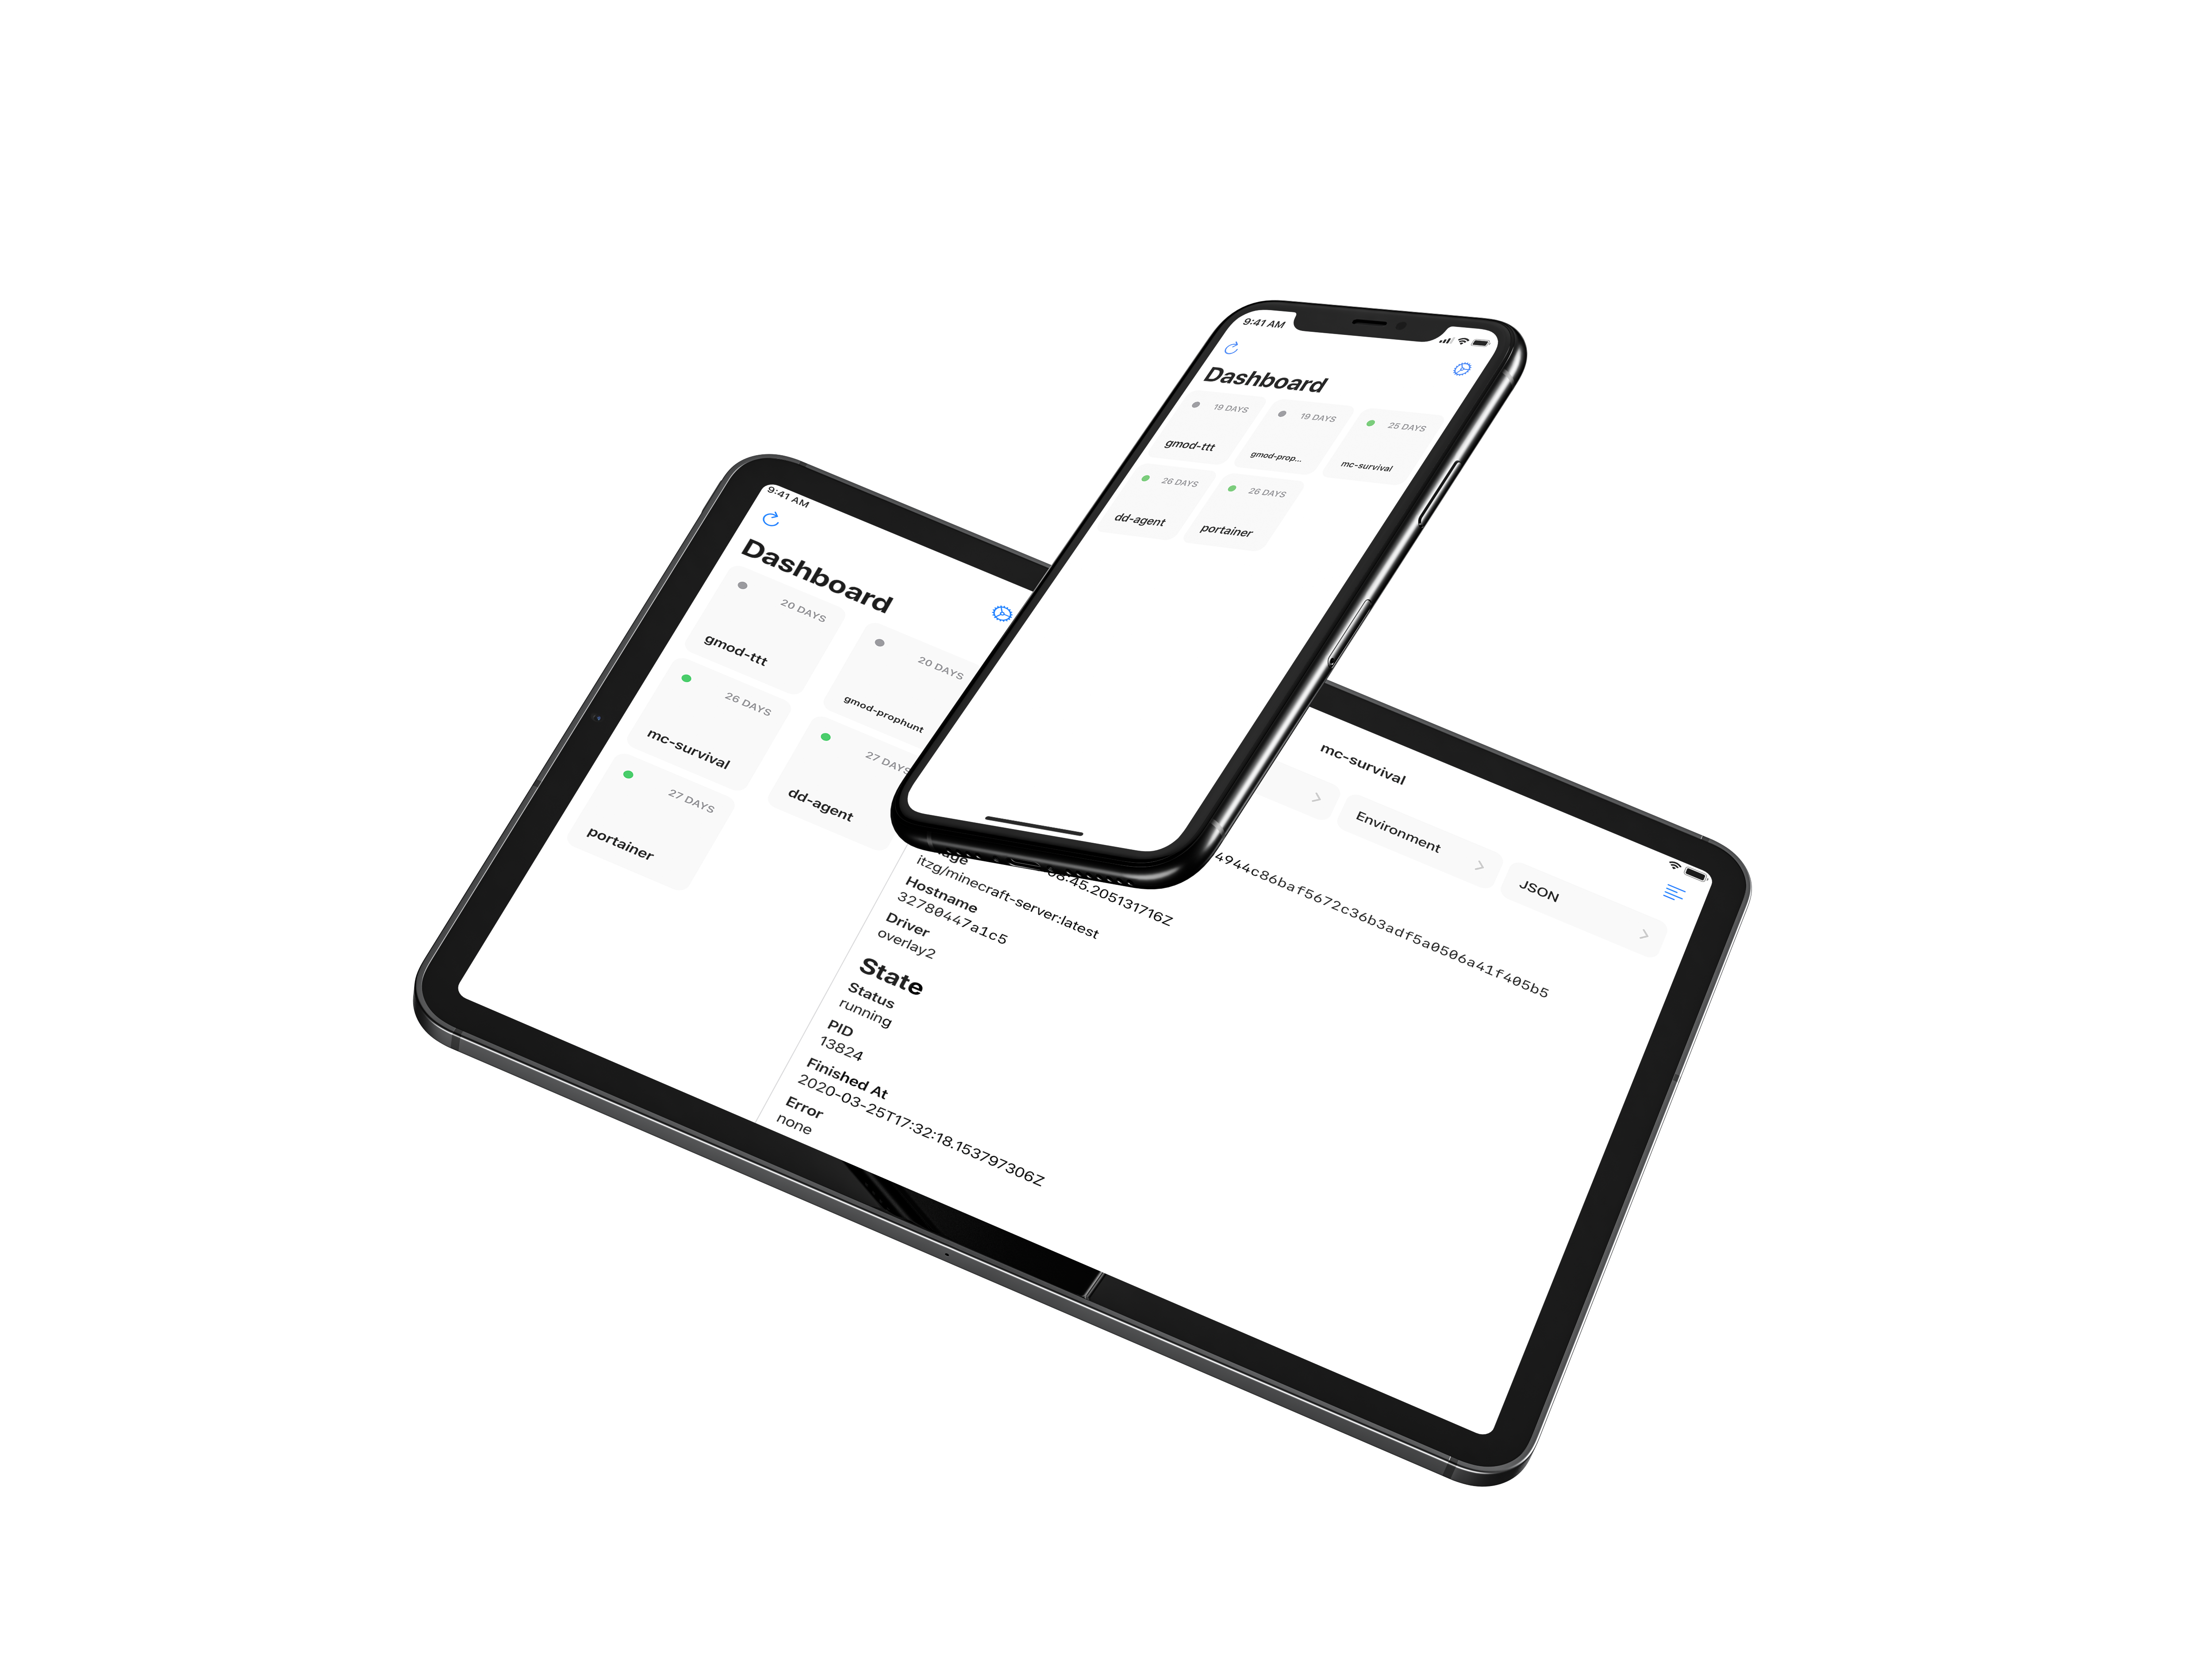 9:41 AM
Dashboard
19 DAYS
gmod-ttt
19 DAYS
gmod-prop...
25 DAYS
mc-survival
26 DAYS
dd-agent
26 DAYS
portainer
9:41 AM
Dashboard
20 DAYS
gmod-ttt
20 DAYS
gmod-prophunt
26 DAYS
mc-survival
27 DAYS
dd-agent
27 DAYS
portainer
mc-survival
Environment
JSON
4944c86baf5672c36b3adf5a0506a41f405b5
08:45.205131716Z
itzg/minecraft-server:latest
Hostname
32780447a1c5
Driver
overlay2
State
Status
running
PID
13824
Finished At
2020-03-25T17:32:18.153797306Z
Error
none